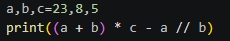 a,b,c=23,8,5
print((a + b) * c - a // b)